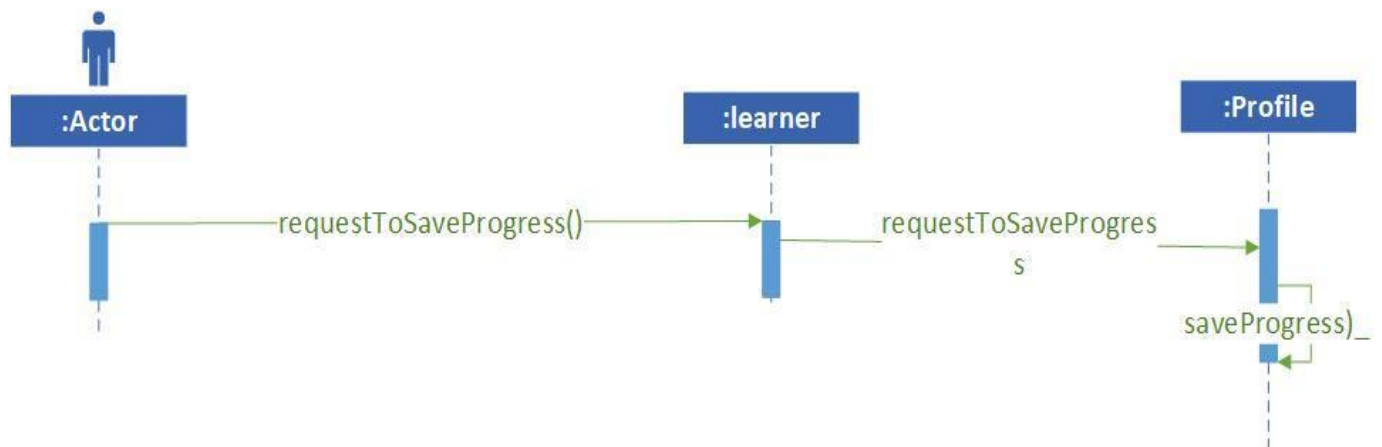 :Actor
:learner
:Profile
requestToSaveProgress()
requestToSaveProgres
s
saveProgress)_